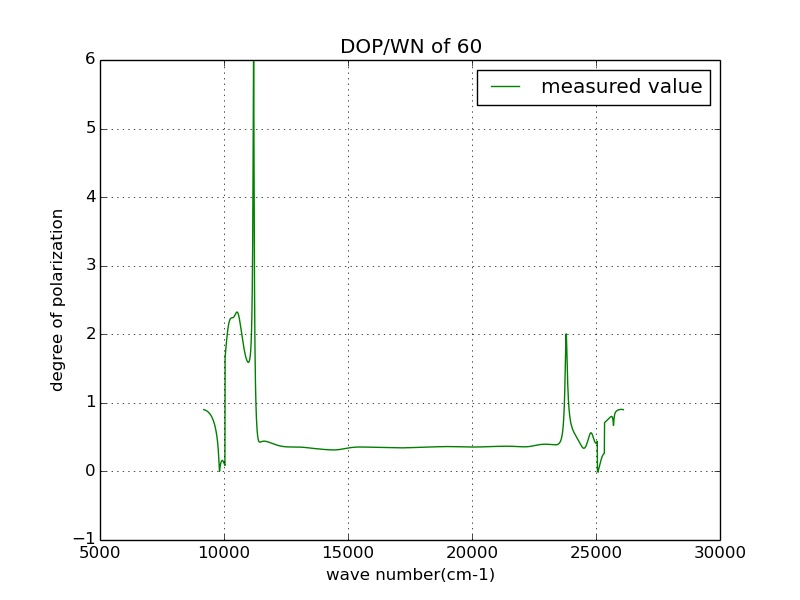 DOP/WN of 60
measured value
6
5
4
3
2
1
0
−1
degree of polarization
5000 10000 15000 20000 25000 30000
wave number(cm-1)